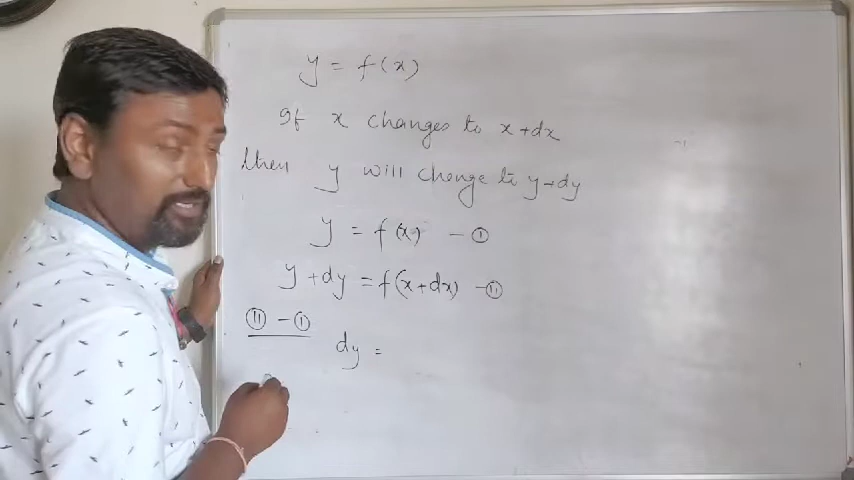 y = f(x)
If x changes to x+dx
then y will change to y+dy
y = f(x) - ①
y+dy = f(x+dx) - ⑪
⑪ - ①
dy =